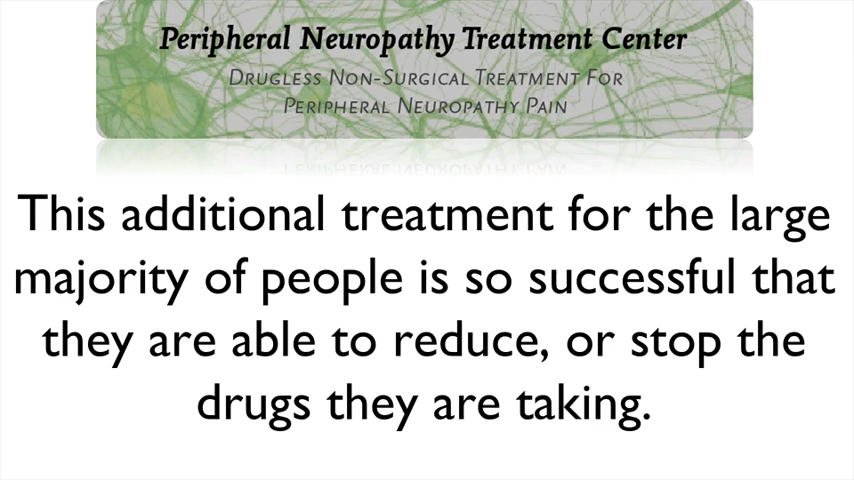 Peripheral Neuropathy Treatment Center
Drugless Non-Surgical Treatment For
Peripheral Neuropathy Pain
This additional treatment for the large
majority of people is so successful that
they are able to reduce, or stop the
drugs they are taking.